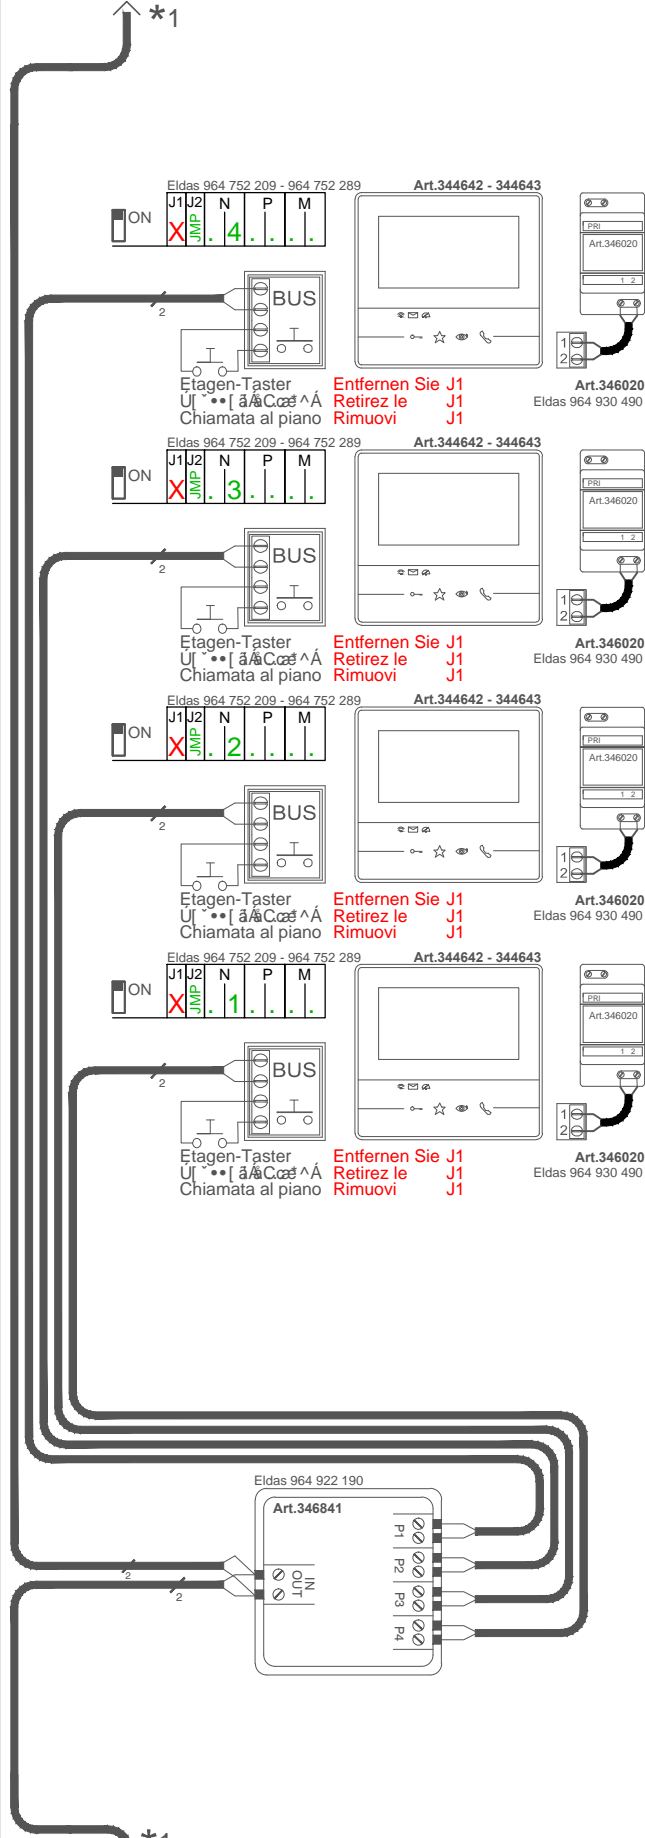 *1
Eldas 964 752 209 - 964 752 289
Art.344642 - 344643
ON
J1 J2 N P M
X JMP . 4 . . . .
PRI
Art.346020
1 2
BUS
2
1
2
Etagen-Taster
Entfernen Sie J1
Retirez le J1
Chiamata al piano
Rimuovi J1
Art.346020
Eldas 964 930 490
Eldas 964 752 209 - 964 752 289
Art.344642 - 344643
ON
J1 J2 N P M
X JMP . 3 . . . .
PRI
Art.346020
1 2
BUS
2
1
2
Etagen-Taster
Entfernen Sie J1
Retirez le J1
Chiamata al piano
Rimuovi J1
Art.346020
Eldas 964 930 490
Eldas 964 752 209 - 964 752 289
Art.344642 - 344643
ON
J1 J2 N P M
X JMP . 2 . . . .
PRI
Art.346020
1 2
BUS
2
1
2
Etagen-Taster
Entfernen Sie J1
Retirez le J1
Chiamata al piano
Rimuovi J1
Art.346020
Eldas 964 930 490
Eldas 964 752 209 - 964 752 289
Art.344642 - 344643
ON
J1 J2 N P M
X JMP . 1 . . . .
PRI
Art.346020
1 2
BUS
2
1
2
Etagen-Taster
Entfernen Sie J1
Retirez le J1
Chiamata al piano
Rimuovi J1
Art.346020
Eldas 964 930 490
Eldas 964 922 190
Art.346841
P1
P2
P3
P4
IN
OUT
2
2
*1